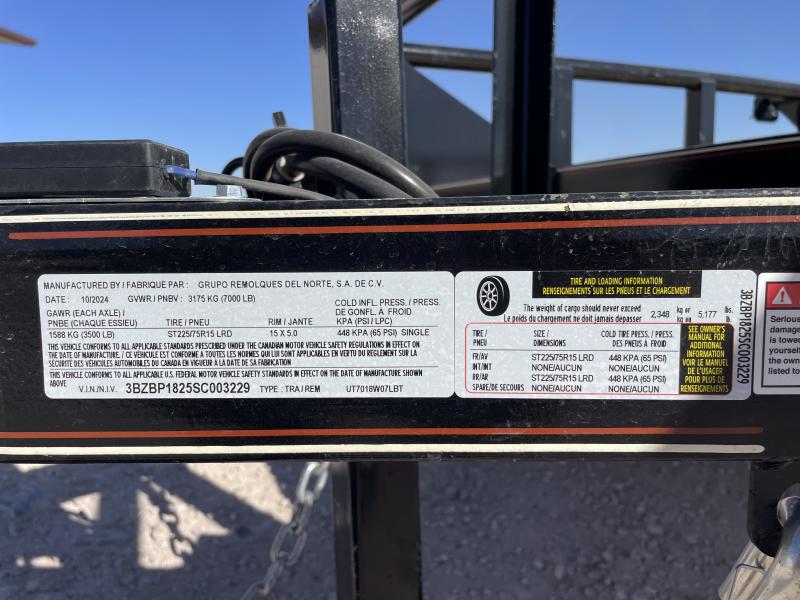 MANUFACTURED BY / FABRIQUÉ PAR : GRUPO REMOLQUES DEL NORTE, S.A. DE C.V.
DATE : 10/2024 GVWR / PNBV : 3175 KG (7000 LB)
COLD INFL. PRESS. / PRESS.
GAWR (EACH AXLE) / DE GONFL. A FROID
PNBE (CHAQUE ESSIEU) TIRE / PNEU RIM / JANTE KPA (PSI / LPC)
1588 KG (3500 LB) ST225/75R15 LRD 15 X 5.0 448 KPA (65 PSI) SINGLE
THIS VEHICLE CONFORMS TO ALL APPLICABLE STANDARDS PRESCRIBED UNDER THE CANADIAN MOTOR VEHICLE SAFETY REGULATIONS IN EFFECT
ON THE DATE OF MANUFACTURE. / CE VÉHICULE EST CONFORME À TOUTES LES NORMES QUI LUI SONT APPLICABLES EN VERTU DU RÈGLEMENT SUR LA
SÉCURITÉ DES VÉHICULES AUTOMOBILES DU CANADA EN VIGUEUR À LA DATE DE SA FABRICATION.
THIS VEHICLE CONFORMS TO ALL APPLICABLE U.S. FEDERAL MOTOR VEHICLE SAFETY STANDARDS IN EFFECT ON THE DATE OF MANUFACTURE SHOWN
ABOVE
V.I.N./N.I.V. 3BZBP1825SC003229 TYPE : TRA / REM UT7018W07LBT
TIRE AND LOADING INFORMATION
RENSEIGNEMENTS SUR LES PNEUS ET LE CHARGEMENT
The weight of cargo should never exceed
Le poids du chargement ne doit jamais dépasser
2,348 kg or 5,177 lbs.
kg ou lb.
TIRE / SIZE / COLD TIRE PRESS. / PRESS.
PNEU DIMENSIONS DES PNEUS À FROID
FR/AV ST225/75R15 LRD 448 KPA (65 PSI)
INT/INT NONE/AUCUN NONE/AUCUN
RR/AR ST225/75R15 LRD 448 KPA (65 PSI)
SPARE/DE SECOURS NONE/AUCUN NONE/AUCUN
SEE OWNER'S
MANUAL FOR
ADDITIONAL
INFORMATION
VOIR LE MANUEL
DE L'USAGER
POUR PLUS DE
RENSEIGNEMENTS
3BZBP1825SC003229
Serious
damage
is towed
yourself
instruct
listed to